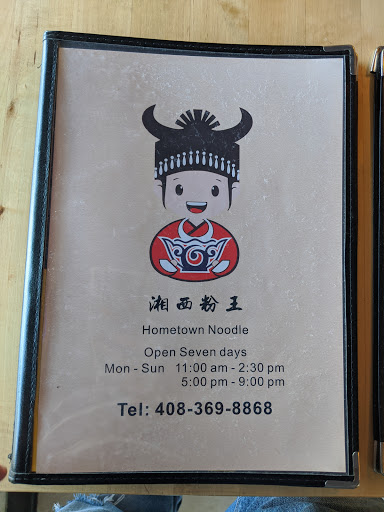 湘西粉王
Hometown Noodle
Open Seven days
Mon - Sun 11:00 am - 2:30 pm
5:00 pm - 9:00 pm
Tel: 408-369-8868